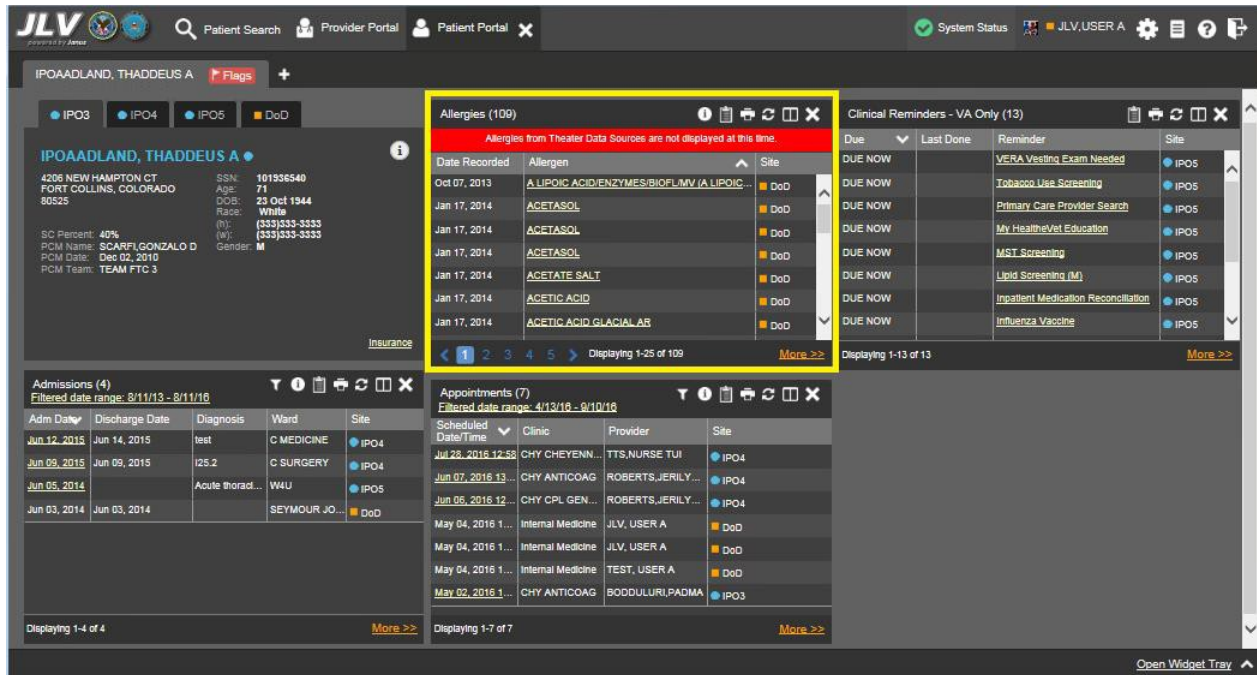 JLV
powered by Janus
Patient Search
Provider Portal
Patient Portal
System Status
JLV,USER A
IPOAADLAND, THADDEUS A
Flags
IPO3
IPO4
IPO5
DoD
IPOAADLAND, THADDEUS A
4206 NEW HAMPTON CT
FORT COLLINS, COLORADO
80525
SSN: 101936540
Age: 71
DOB: 23 Oct 1944
Race: White
(h): (333)333-3333
(w): (333)333-3333
Gender: M
SC Percent: 40%
PCM Name: SCARFI,GONZALO D
PCM Date: Dec 02, 2010
PCM Team: TEAM FTC 3
Insurance
Allergies (109)
Allergies from Theater Data Sources are not displayed at this time.
Date Recorded Allergen Site
Oct 07, 2013 A LIPOIC ACID/ENZYMES/BIOFL/MV (A LIPOIC... DoD
Jan 17, 2014 ACETASOL DoD
Jan 17, 2014 ACETASOL DoD
Jan 17, 2014 ACETASOL DoD
Jan 17, 2014 ACETATE SALT DoD
Jan 17, 2014 ACETIC ACID DoD
Jan 17, 2014 ACETIC ACID GLACIAL AR DoD
1 2 3 4 5 Displaying 1-25 of 109 More >>
Clinical Reminders - VA Only (13)
Due Last Done Reminder Site
DUE NOW VERA Vesting Exam Needed IPO5
DUE NOW Tobacco Use Screening IPO5
DUE NOW Primary Care Provider Search IPO5
DUE NOW My HealtheVet Education IPO5
DUE NOW MST Screening IPO5
DUE NOW Lipid Screening (M) IPO5
DUE NOW Inpatient Medication Reconciliation IPO5
DUE NOW Influenza Vaccine IPO5
Displaying 1-13 of 13 More >>
Admissions (4)
Filtered date range: 8/11/13 - 8/11/16
Adm Date Discharge Date Diagnosis Ward Site
Jun 12, 2015 Jun 14, 2015 test C MEDICINE IPO4
Jun 09, 2015 Jun 09, 2015 I25.2 C SURGERY IPO4
Jun 05, 2014 Acute thoraci... W4U IPO5
Jun 03, 2014 Jun 03, 2014 SEYMOUR JO... DoD
Displaying 1-4 of 4 More >>
Appointments (7)
Filtered date range: 4/13/16 - 9/10/16
Scheduled Date/Time Clinic Provider Site
Jul 28, 2016 12:58 CHY CHEYENN... TTS,NURSE TUI IPO4
Jun 07, 2016 13... CHY ANTICOAG ROBERTS,JERILY... IPO4
Jun 06, 2016 12... CHY CPL GEN... ROBERTS,JERILY... IPO4
May 04, 2016 1... Internal Medicine JLV, USER A DoD
May 04, 2016 1... Internal Medicine JLV, USER A DoD
May 04, 2016 1... Internal Medicine TEST, USER A DoD
May 02, 2016 1... CHY ANTICOAG BODDULURI,PADMA IPO3
Displaying 1-7 of 7 More >>
Open Widget Tray